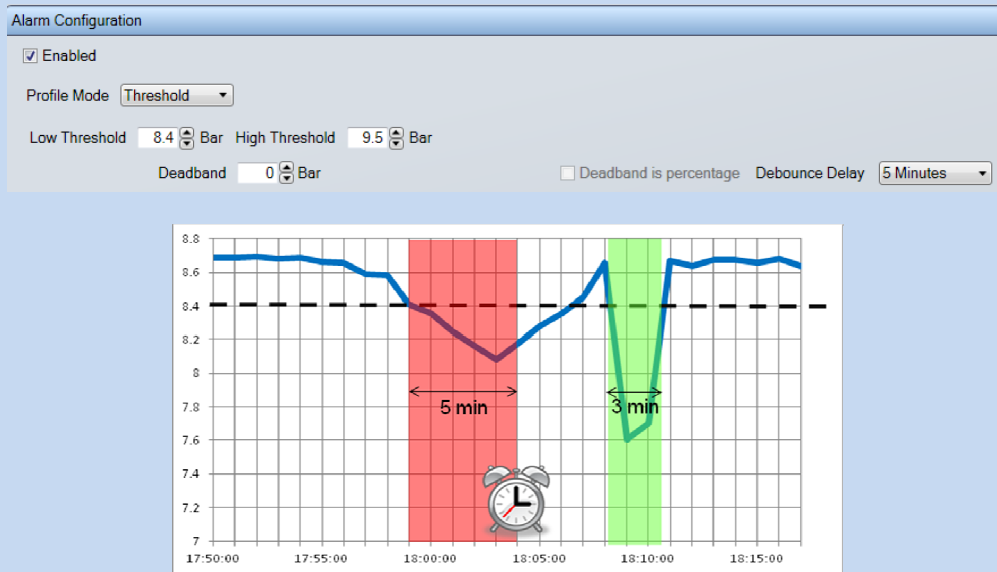 Alarm Configuration
Enabled
Profile Mode Threshold
Low Threshold 8.4 Bar High Threshold 9.5 Bar
Deadband 0 Bar Deadband is percentage Debounce Delay 5 Minutes
8.8
8.6
8.4
8.2
8
7.8
5 min 3 min
7.6
7.4
7.2
7
17:50:00 17:55:00 18:00:00 18:05:00 18:10:00 18:15:00